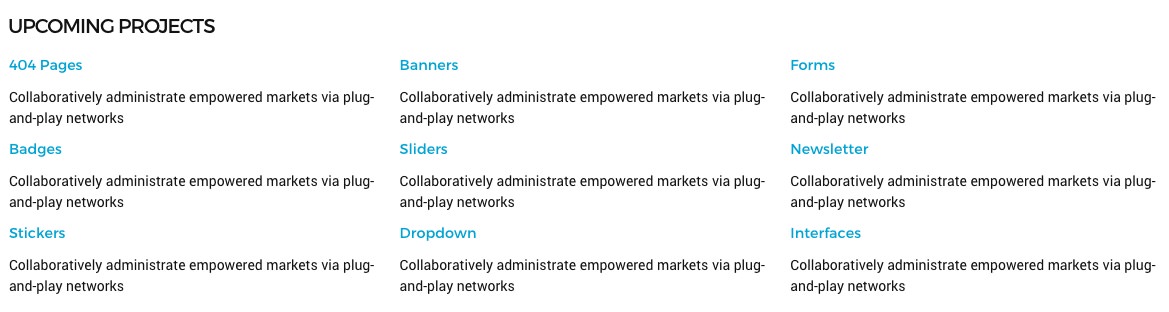 UPCOMING PROJECTS
404 Pages
Collaboratively administrate empowered markets via plug-
and-play networks
Banners
Collaboratively administrate empowered markets via plug-
and-play networks
Forms
Collaboratively administrate empowered markets via plug-
and-play networks
Badges
Collaboratively administrate empowered markets via plug-
and-play networks
Sliders
Collaboratively administrate empowered markets via plug-
and-play networks
Newsletter
Collaboratively administrate empowered markets via plug-
and-play networks
Stickers
Collaboratively administrate empowered markets via plug-
and-play networks
Dropdown
Collaboratively administrate empowered markets via plug-
and-play networks
Interfaces
Collaboratively administrate empowered markets via plug-
and-play networks